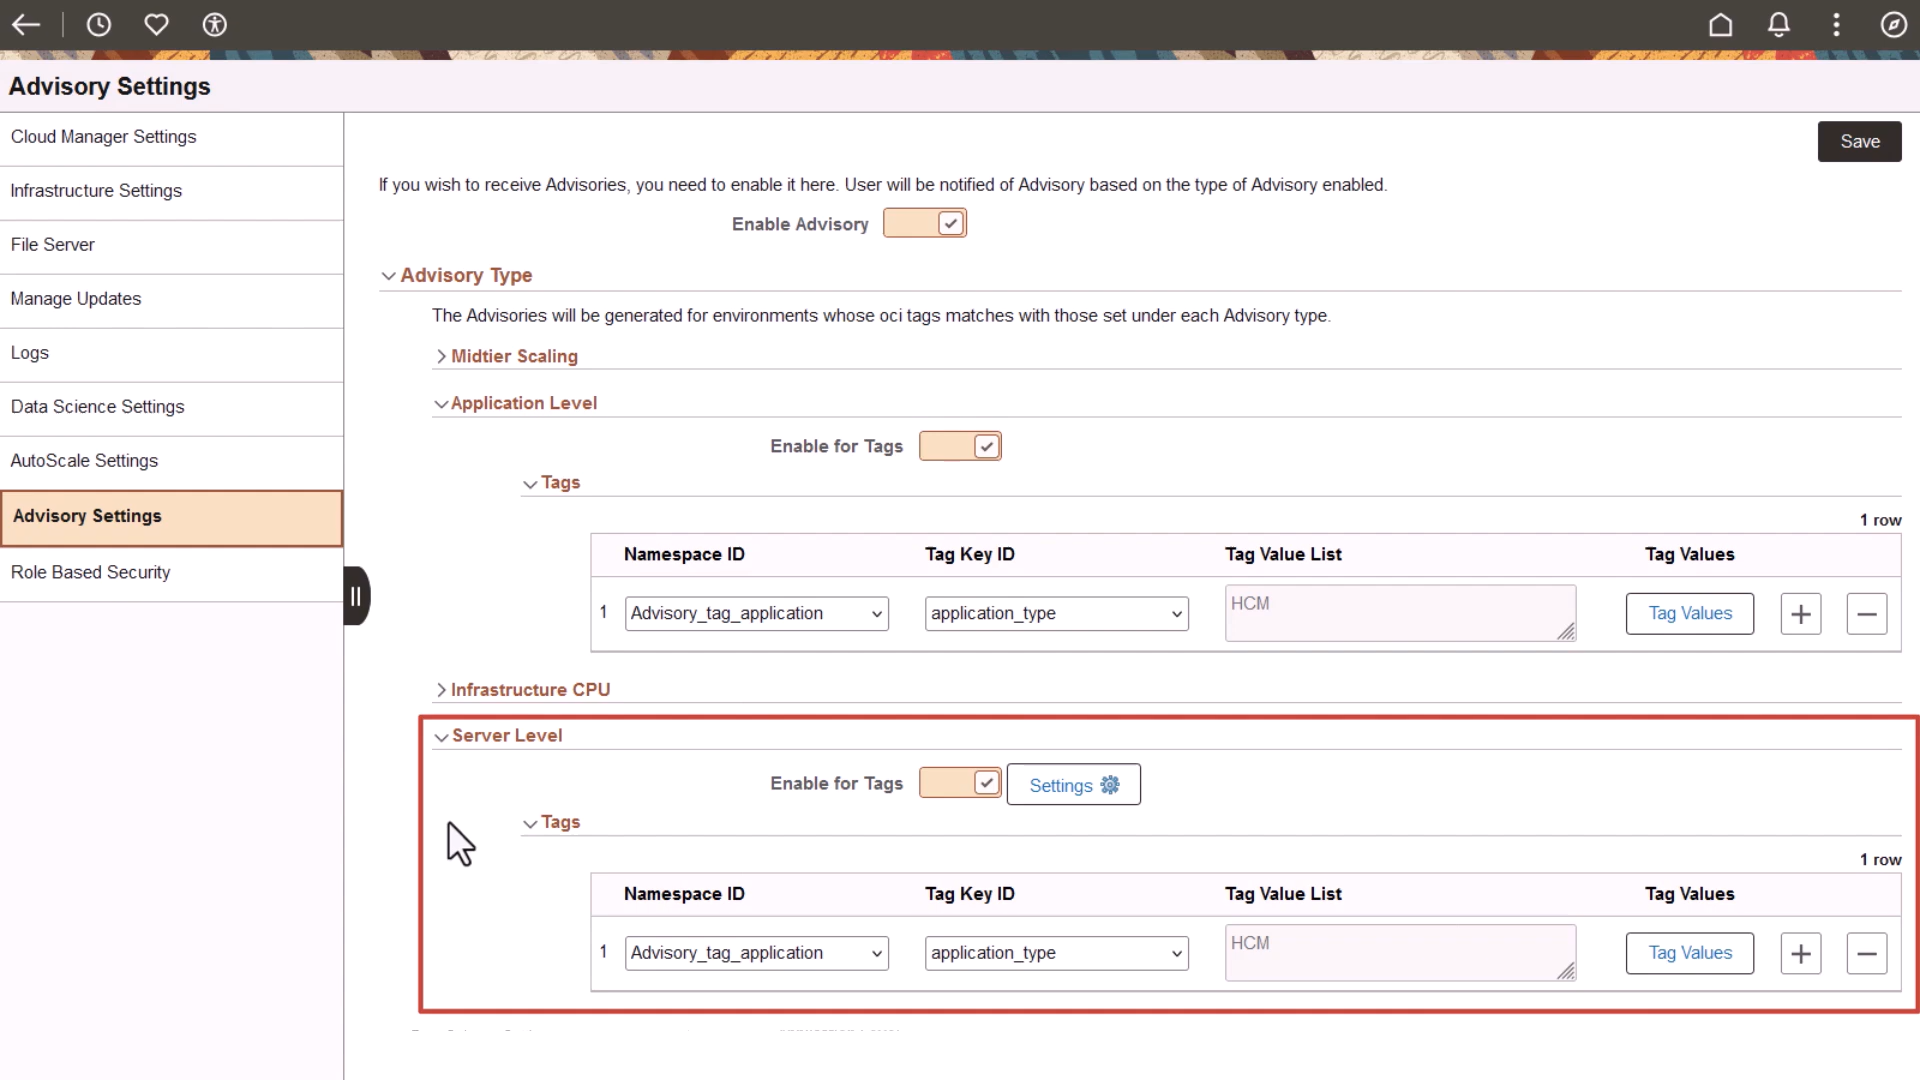 Advisory Settings
Cloud Manager Settings
Infrastructure Settings
File Server
Manage Updates
Logs
Data Science Settings
AutoScale Settings
Advisory Settings
Role Based Security
Save
If you wish to receive Advisories, you need to enable it here. User will be notified of Advisory based on the type of Advisory enabled.
Enable Advisory
Advisory Type
The Advisories will be generated for environments whose oci tags matches with those set under each Advisory type.
Midtier Scaling
Application Level
Enable for Tags
Tags
1 row
Namespace ID Tag Key ID Tag Value List Tag Values
1 Advisory_tag_application application_type HCM Tag Values
Infrastructure CPU
Server Level
Enable for Tags Settings
Tags
1 row
Namespace ID Tag Key ID Tag Value List Tag Values
1 Advisory_tag_application application_type HCM Tag Values